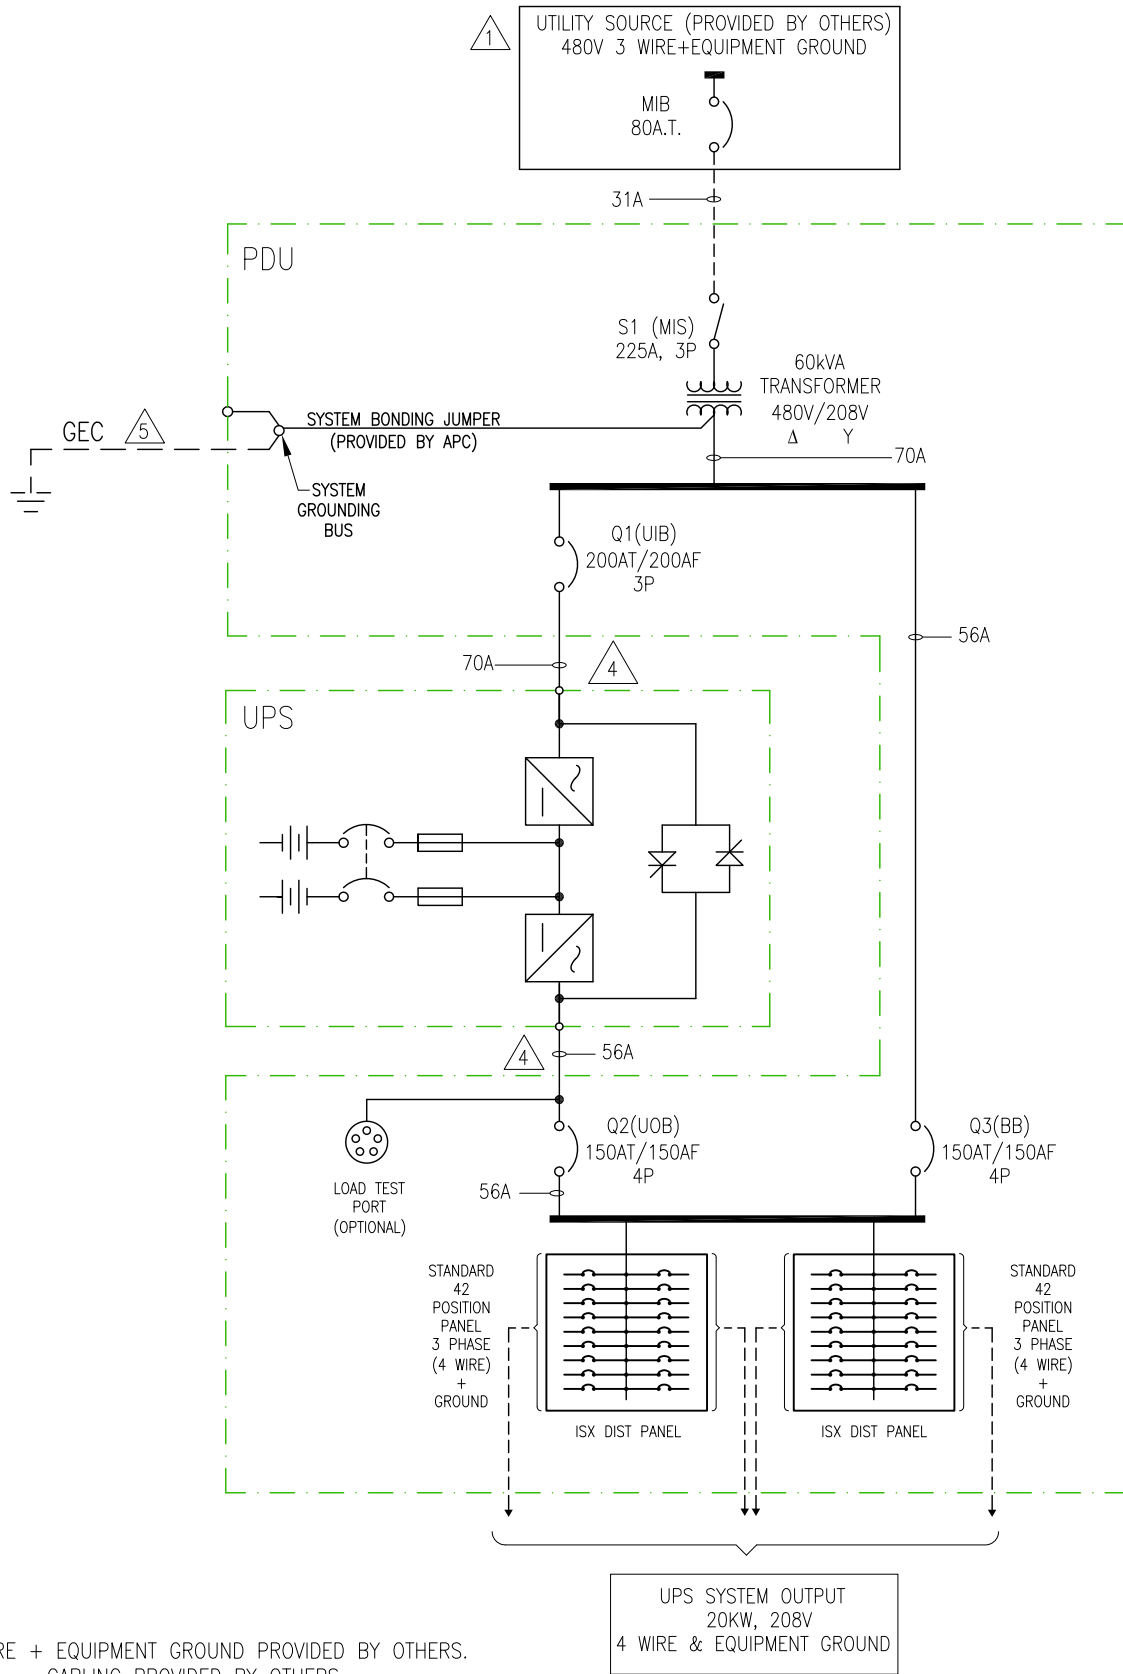 UTILITY SOURCE (PROVIDED BY OTHERS)
480V 3 WIRE+EQUIPMENT GROUND
1
MIB
80A.T.
31A
PDU
S1 (MIS)
225A, 3P
60kVA
TRANSFORMER
480V/208V
Δ Y
SYSTEM BONDING JUMPER
(PROVIDED BY APC)
GEC
5
70A
SYSTEM
GROUNDING
BUS
Q1(UIB)
200AT/200AF
3P
56A
70A
4
UPS
4
56A
Q2(UOB)
150AT/150AF
4P
Q3(BB)
150AT/150AF
4P
LOAD TEST
PORT
(OPTIONAL)
56A
STANDARD
42
POSITION
PANEL
3 PHASE
(4 WIRE)
+
GROUND
STANDARD
42
POSITION
PANEL
3 PHASE
(4 WIRE)
+
GROUND
ISX DIST PANEL
ISX DIST PANEL
UPS SYSTEM OUTPUT
20KW, 208V
4 WIRE & EQUIPMENT GROUND
RE + EQUIPMENT GROUND PROVIDED BY OTHERS.
CABLING PROVIDED BY OTHERS